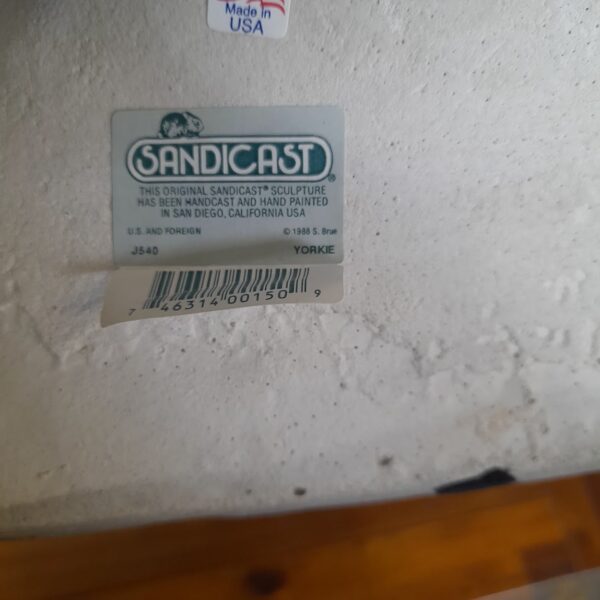 Made in
USA
SANDICAST®
THIS ORIGINAL SANDICAST® SCULPTURE
HAS BEEN HANDCAST AND HAND PAINTED
IN SAN DIEGO, CALIFORNIA USA
U.S. AND FOREIGN © 1988 S. Brue
J540 YORKIE
7 46314 00150 9